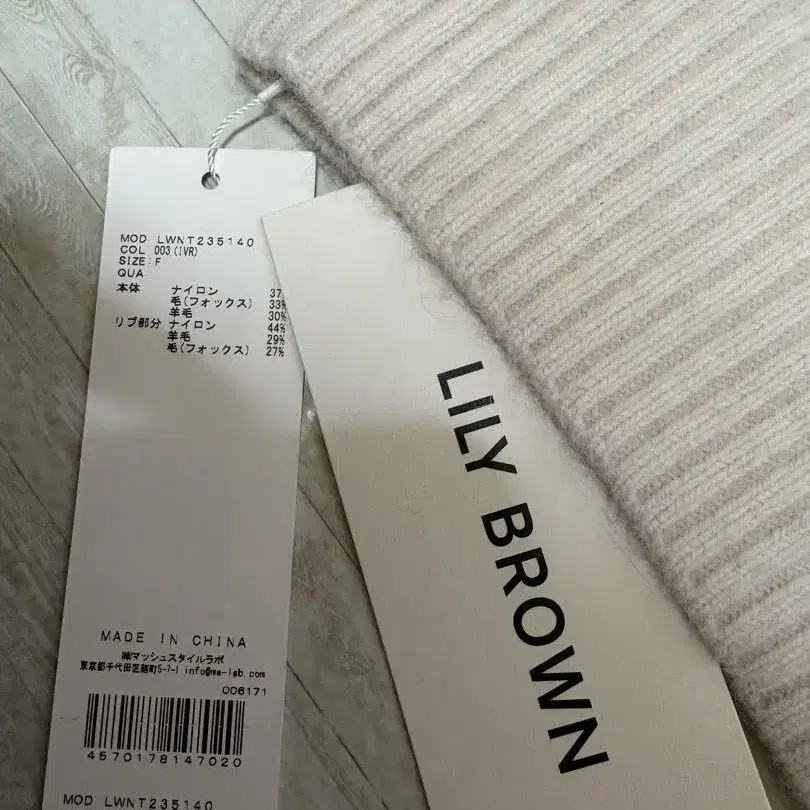 MOD LWNT235140
COL 003(IVR)
SIZE:F
QUA
本体 ナイロン 37
毛(フォックス) 33%
羊毛 30%
リブ部分 ナイロン 44%
羊毛 29%
毛(フォックス) 27%
MADE IN CHINA
㈱マッシュスタイルラボ
東京都千代田区麹町5-7-1 info@ma-lab.com
006171
4570178147020
MOD LWNT235140
LILY BROWN